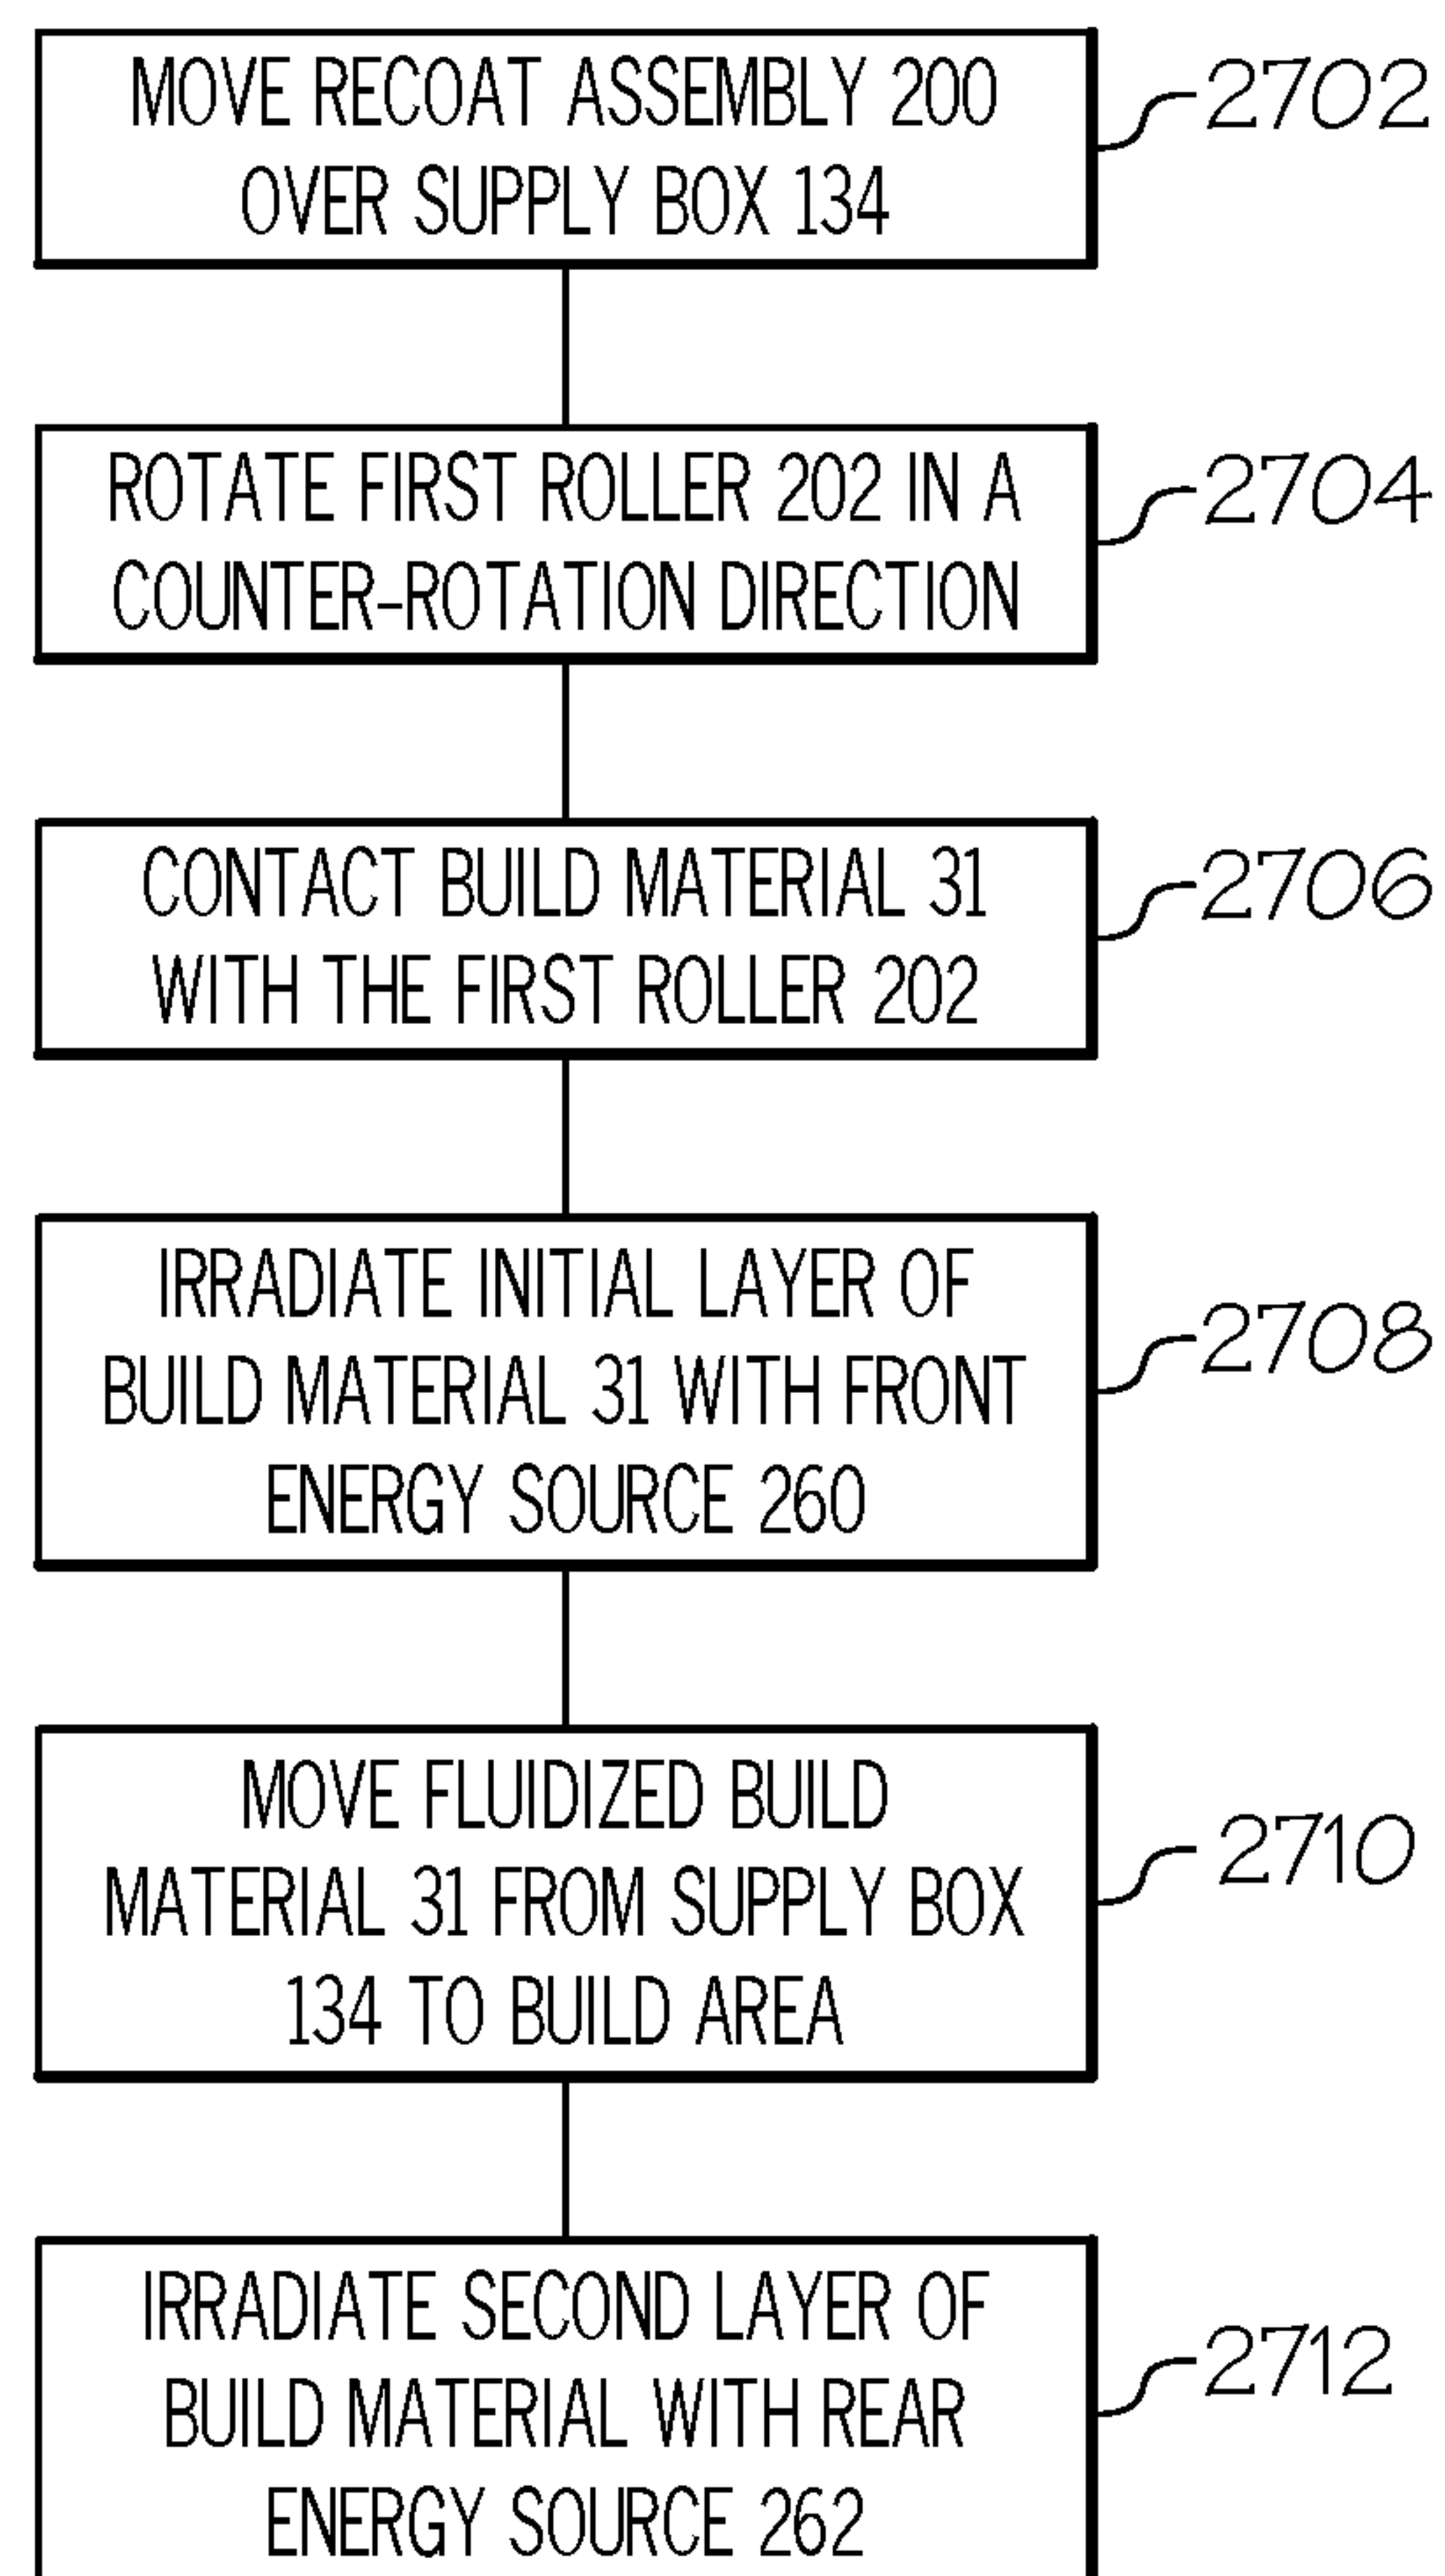 MOVE RECOAT ASSEMBLY 200
OVER SUPPLY BOX 134
2702
ROTATE FIRST ROLLER 202 IN A
COUNTER-ROTATION DIRECTION
2704
CONTACT BUILD MATERIAL 31
WITH THE FIRST ROLLER 202
2706
IRRADIATE INITIAL LAYER OF
BUILD MATERIAL 31 WITH FRONT
ENERGY SOURCE 260
2708
MOVE FLUIDIZED BUILD
MATERIAL 31 FROM SUPPLY BOX
134 TO BUILD AREA
2710
IRRADIATE SECOND LAYER OF
BUILD MATERIAL WITH REAR
ENERGY SOURCE 262
2712